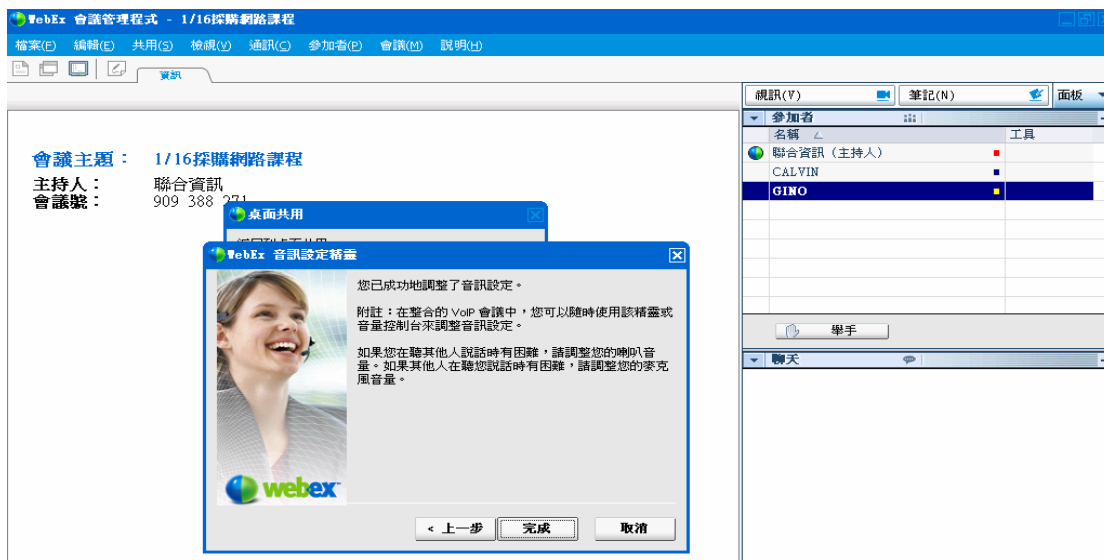 WebEx 會議管理程式 - 1/16採購網路課程
檔案(F) 編輯(E) 共用(S) 檢視(V) 通訊(C) 參加者(P) 會議(M) 說明(H)
資訊
視訊(V) 筆記(N) 面板
參加者
名稱 工具
聯合資訊（主持人）
CALVIN
GINO
舉手
聊天
會議主題： 1/16採購網路課程
主持人： 聯合資訊
會議號： 909 388 271
桌面共用
WebEx 音訊設定精靈
您已成功地調整了音訊設定。
附註：在整合的 VoIP 會議中，您可以隨時使用該精靈或
音量控制台來調整音訊設定。
如果您在聽其他人說話時有困難，請調整您的喇叭音
量。如果其他人在聽您說話時有困難，請調整您的麥克
風音量。
webex
< 上一步 完成 取消